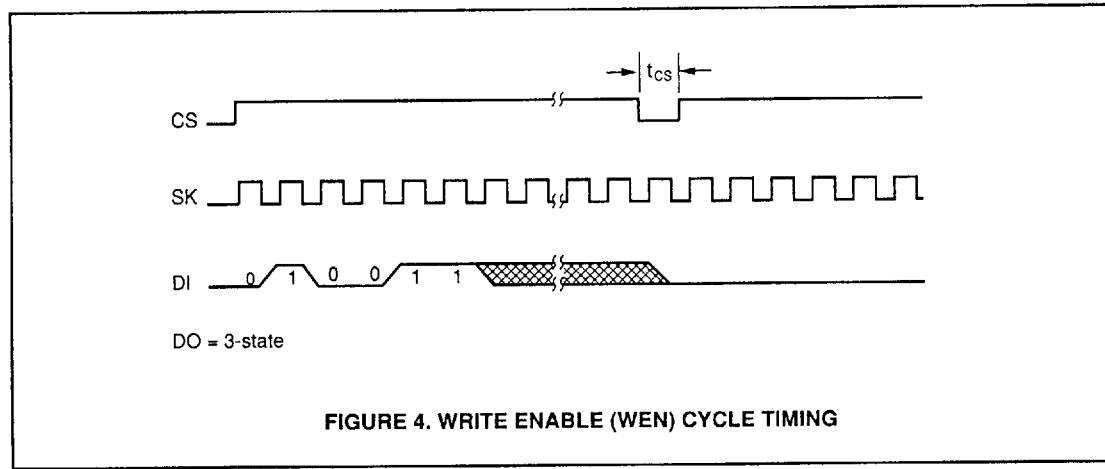 tCS
CS
SK
DI 0 1 0 0 1 1
DO = 3-state
FIGURE 4. WRITE ENABLE (WEN) CYCLE TIMING